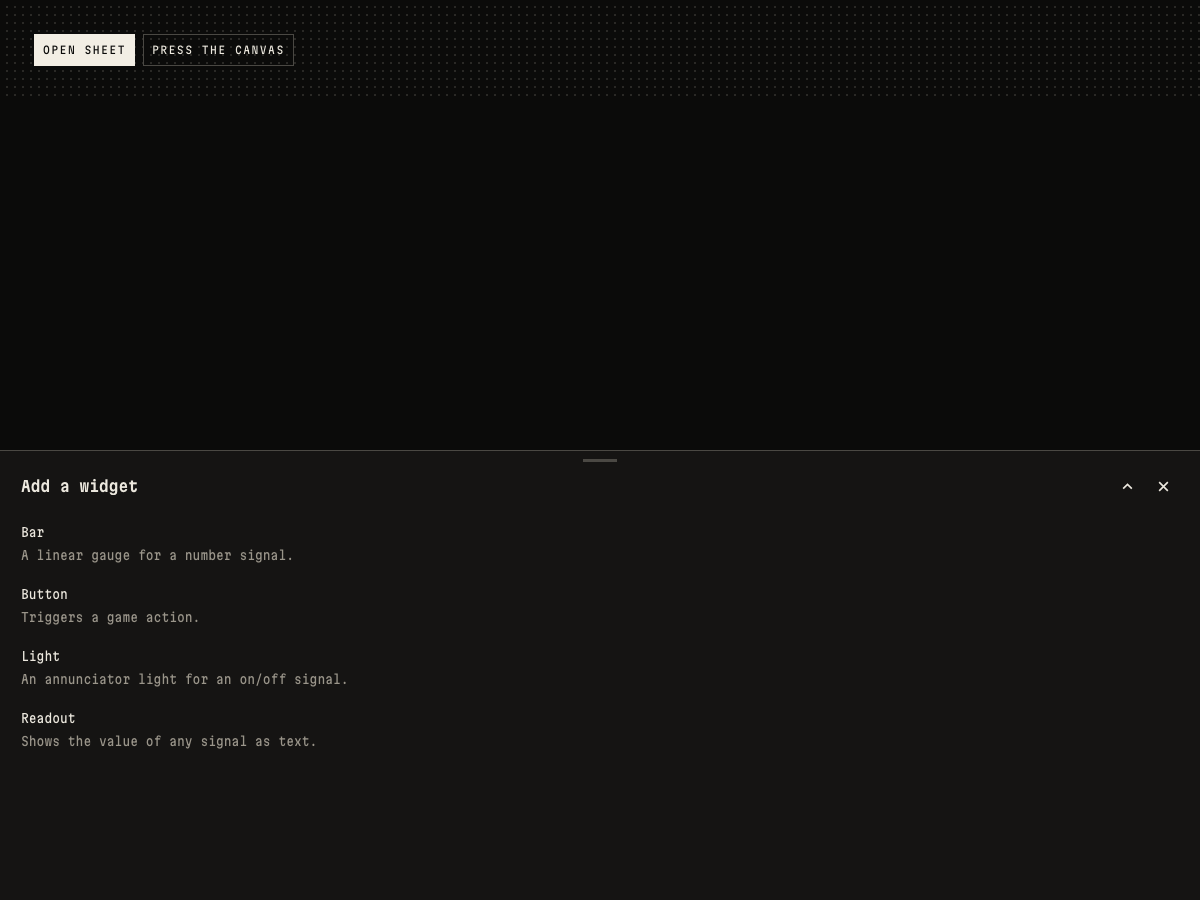 OPEN SHEET
PRESS THE CANVAS
Add a widget
Bar
A linear gauge for a number signal.
Button
Triggers a game action.
Light
An annunciator light for an on/off signal.
Readout
Shows the value of any signal as text.